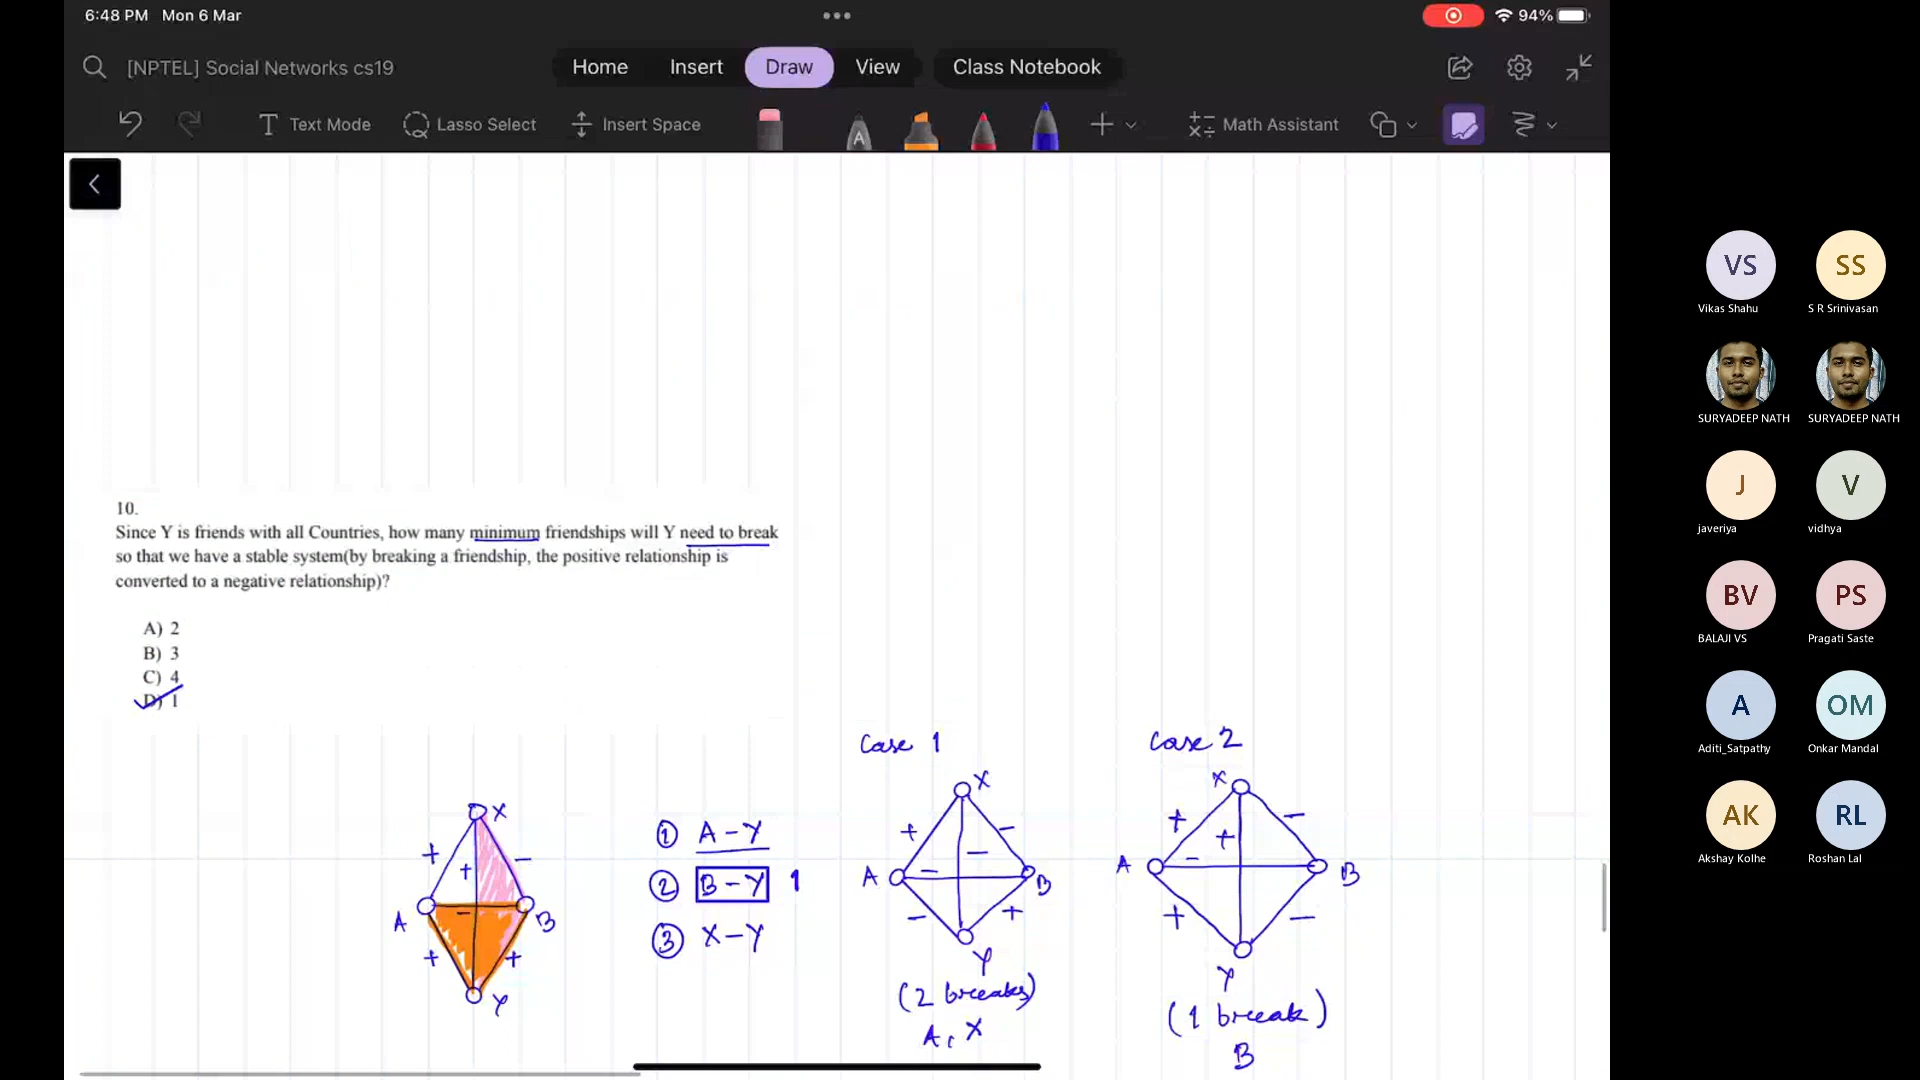 6:48 PM Mon 6 Mar
94%
[NPTEL] Social Networks cs19
Home Insert Draw View Class Notebook
Text Mode Lasso Select Insert Space A Math Assistant
10.
Since Y is friends with all Countries, how many minimum friendships will Y need to break
so that we have a stable system(by breaking a friendship, the positive relationship is
converted to a negative relationship)?
A) 2
B) 3
C) 4
D) 1
X
+ + −
A − B
+ +
Y
① A - Y
② B - Y 1
③ X - Y
Case 1
X
+ − −
A − B
− +
Y
(2 breaks)
A, X
Case 2
X
+ + −
A − B
+ −
Y
(1 break)
B
VS SS
Vikas Shahu S R Srinivasan
SURYADEEP NATH SURYADEEP NATH
J V
javeriya vidhya
BV PS
BALAJI VS Pragati Saste
A OM
Aditi_Satpathy Onkar Mandal
AK RL
Akshay Kolhe Roshan Lal